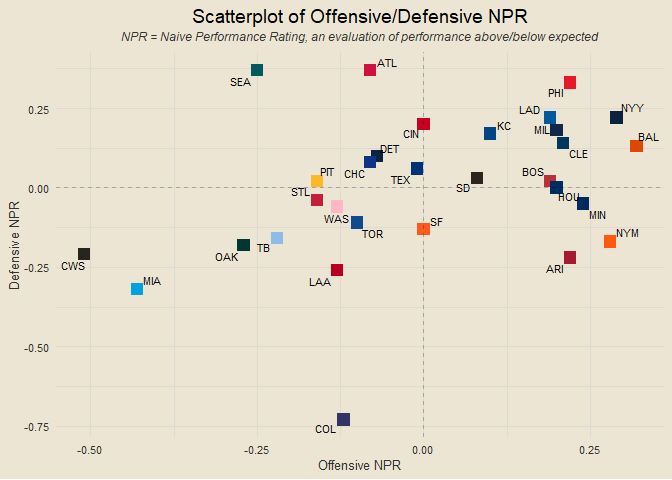 Scatterplot of Offensive/Defensive NPR
NPR = Naive Performance Rating, an evaluation of performance above/below expected
ATL
SEA
PHI
0.25
LAD
NYY
KC
MIL
CIN
BAL
DET
CLE
CHC
PIT
TEX
BOS
0.00
SD
STL
HOU
WAS
MIN
SF
TOR
NYM
TB
OAK
CWS
ARI
-0.25
MIA
LAA
-0.50
-0.75
COL
Defensive NPR
-0.50
-0.25
0.00
0.25
Offensive NPR